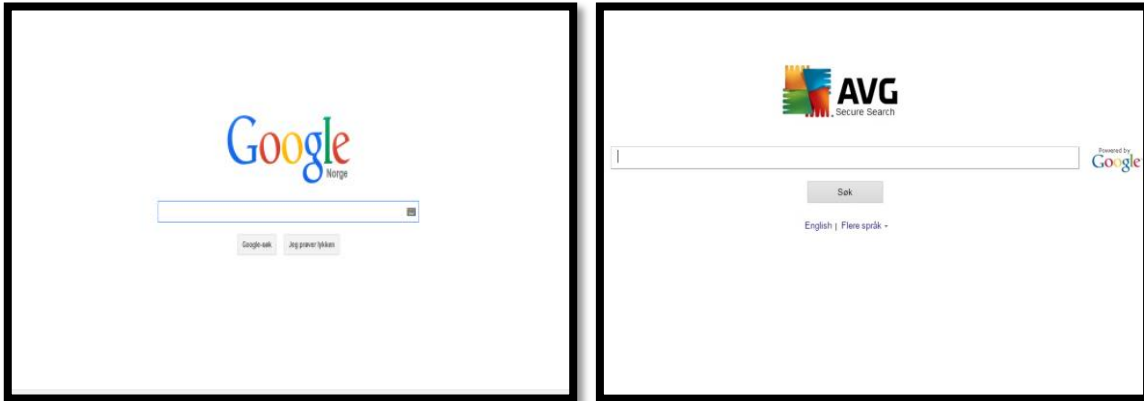 Google
Norge
Google-søk
Jeg prøver lykken
AVG
Secure Search
Powered by
Google
Søk
English | Flere språk